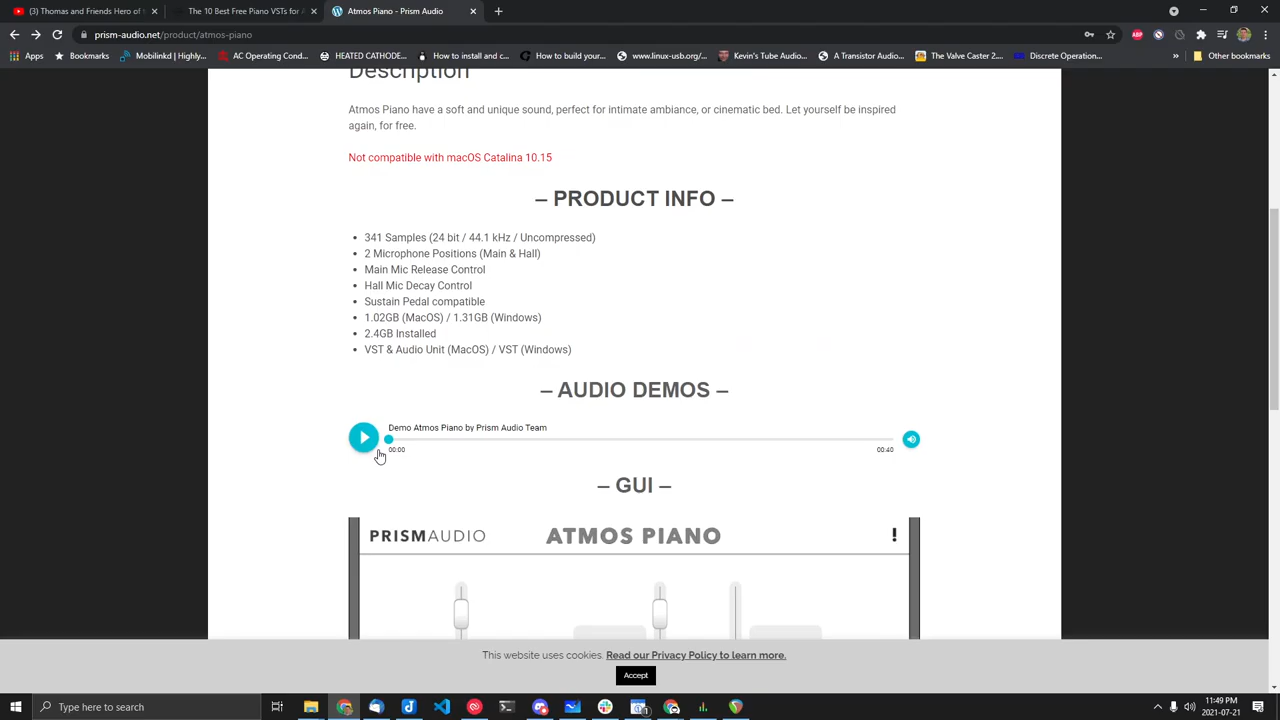 (3) Thomas and Friends Hero of t
The 10 Best Free Piano VSTs for A
prism-audio.net/product/atmos-piano
ABP
Apps
Bookmarks
Mobilinkd | Highly...
AC Operating Cond...
HEATED CATHODE...
How to install and c...
How to build your...
www.linux-usb.org/...
Kevin's Tube Audio...
A Transistor Audio...
The Valve Caster 2...
Discrete Operation...
Other bookmarks
Description
Atmos Piano have a soft and unique sound, perfect for intimate ambiance, or cinematic bed. Let yourself be inspired
again, for free.
Not compatible with macOS Catalina 10.15
– PRODUCT INFO –
• 341 Samples (24 bit / 44.1 kHz / Uncompressed)
• 2 Microphone Positions (Main & Hall)
• Main Mic Release Control
• Hall Mic Decay Control
• Sustain Pedal compatible
• 1.02GB (MacOS) / 1.31GB (Windows)
• 2.4GB Installed
• VST & Audio Unit (MacOS) / VST (Windows)
– AUDIO DEMOS –
Demo Atmos Piano by Prism Audio Team
00:00
00:40
– GUI –
PRISMAUDIO
ATMOS PIANO
!
This website uses cookies. Read our Privacy Policy to learn more.
Accept
Type here to search
11:49 PM
2021-07-21